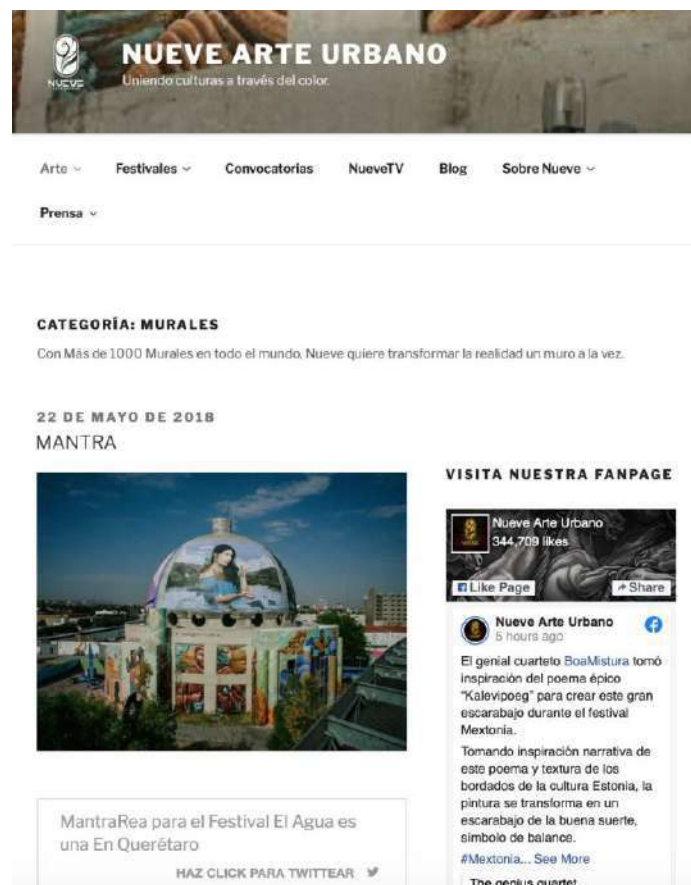 NUEVE
NUEVE ARTE URBANO
Uniendo culturas a través del color.
Arte
Festivales
Convocatorias
NueveTV
Blog
Sobre Nueve
Prensa
CATEGORÍA: MURALES
Con Más de 1000 Murales en todo el mundo, Nueve quiere transformar la realidad un muro a la vez.
22 DE MAYO DE 2018
MANTRA
MantraRea para el Festival El Agua es
una En Querétaro
HAZ CLICK PARA TWITTEAR
VISITA NUESTRA FANPAGE
Nueve Arte Urbano
344,709 likes
Like Page
Share
Nueve Arte Urbano
5 hours ago
El genial cuarteto BoaMistura tomó
inspiración del poema épico
"Kalevipoeg" para crear este gran
escarabajo durante el festival
Mextonia.
Tomando inspiración narrativa de
este poema y textura de los
bordados de la cultura Estonia, la
pintura se transforma en un
escarabajo de la buena suerte,
símbolo de balance.
#Mextonia... See More
The genius quartet